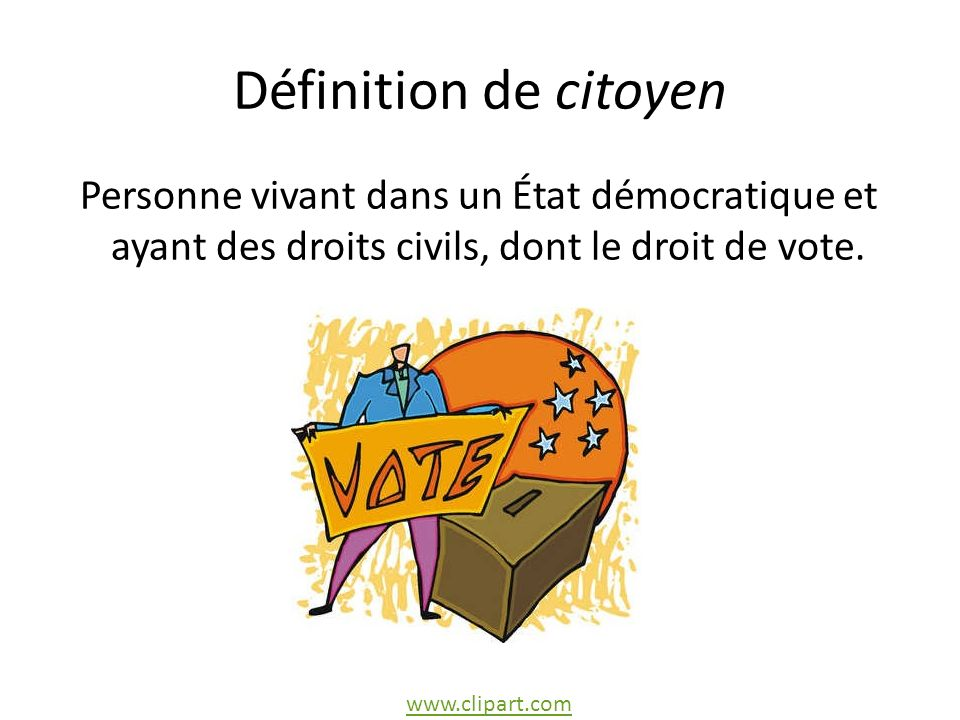 Définition de citoyen
Personne vivant dans un État démocratique et
ayant des droits civils, dont le droit de vote.
VOTE
www.clipart.com